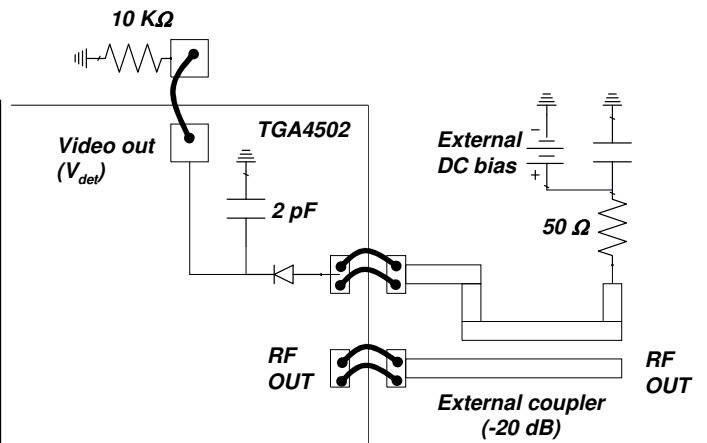 10 KΩ
TGA4502
Video out
(Vdet)
2 pF
External
DC bias
−
+
50 Ω
RF
OUT
RF
OUT
External coupler
(-20 dB)